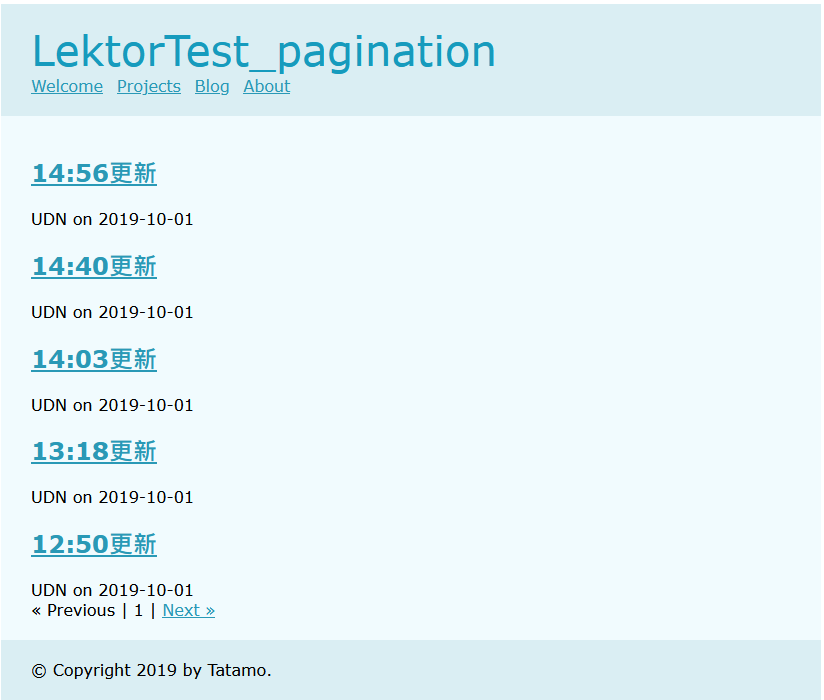 LektorTest_pagination
Welcome Projects Blog About
14:56更新
UDN on 2019-10-01
14:40更新
UDN on 2019-10-01
14:03更新
UDN on 2019-10-01
13:18更新
UDN on 2019-10-01
12:50更新
UDN on 2019-10-01
« Previous | 1 | Next »
© Copyright 2019 by Tatamo.